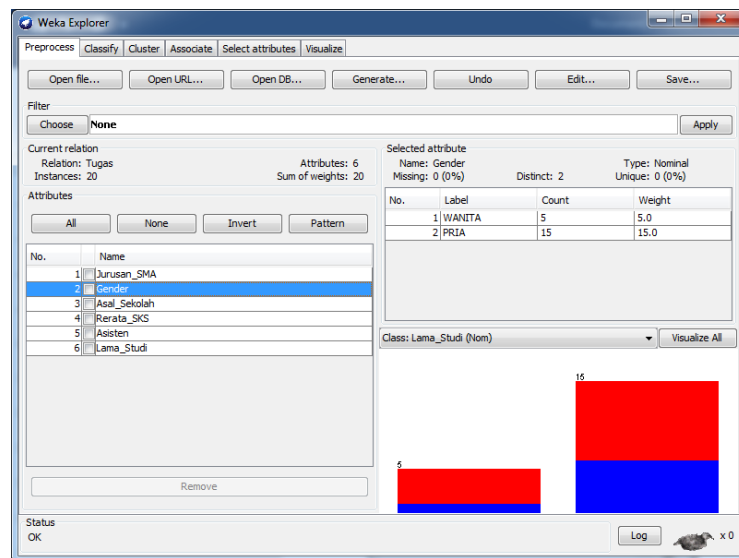 Weka Explorer
Preprocess Classify Cluster Associate Select attributes Visualize
Open file... Open URL... Open DB... Generate... Undo Edit... Save...
Filter
Choose None Apply
Current relation
Relation: Tugas Attributes: 6
Instances: 20 Sum of weights: 20
Attributes
All None Invert Pattern
No. Name
1 Jurusan_SMA
2 Gender
3 Asal_Sekolah
4 Rerata_SKS
5 Asisten
6 Lama_Studi
Remove
Selected attribute
Name: Gender Type: Nominal
Missing: 0 (0%) Distinct: 2 Unique: 0 (0%)
No. Label Count Weight
1 WANITA 5 5.0
2 PRIA 15 15.0
Class: Lama_Studi (Nom) Visualize All
15
5
Status
OK
Log x 0